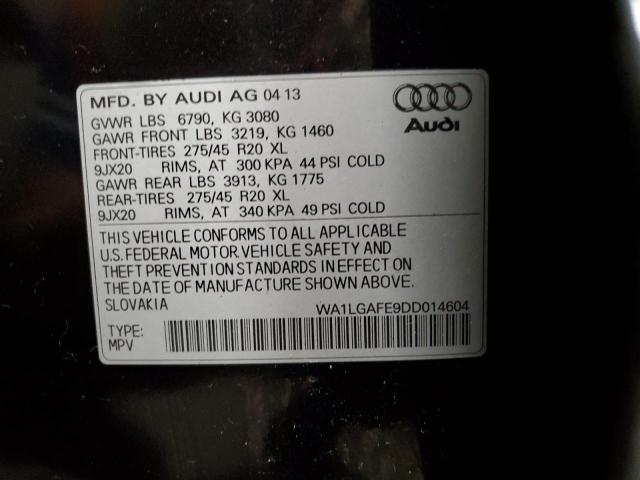 MFD. BY AUDI AG 04 13
GVWR LBS 6790, KG 3080
GAWR FRONT LBS 3219, KG 1460
FRONT-TIRES 275/45 R20 XL
9JX20 RIMS, AT 300 KPA 44 PSI COLD
GAWR REAR LBS 3913, KG 1775
REAR-TIRES 275/45 R20 XL
9JX20 RIMS, AT 340 KPA 49 PSI COLD
Audi
THIS VEHICLE CONFORMS TO ALL APPLICABLE
U.S. FEDERAL MOTOR VEHICLE SAFETY AND
THEFT PREVENTION STANDARDS IN EFFECT ON
THE DATE OF MANUFACTURE SHOWN ABOVE.
SLOVAKIA WA1LGAFE9DD014604
TYPE:
MPV